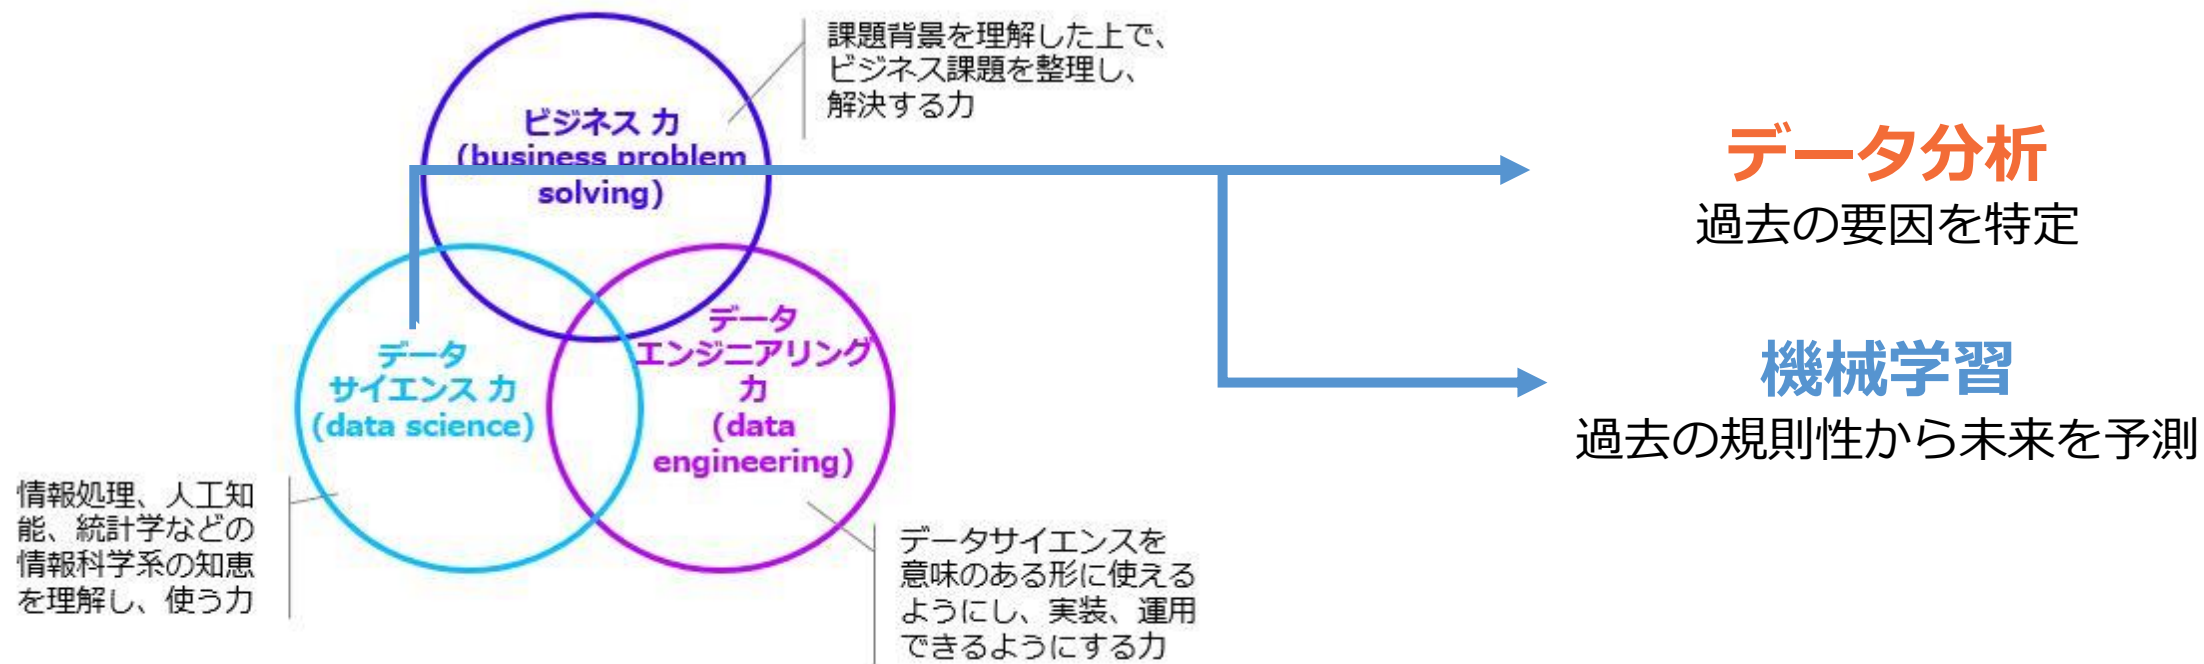 課題背景を理解した上で、
ビジネス課題を整理し、
解決する力
ビジネス 力
(business problem
solving)
データ
サイエンス 力
(data science)
データ
エンジニアリング
力
(data
engineering)
情報処理、人工知
能、統計学などの
情報科学系の知恵
を理解し、使う力
データサイエンスを
意味のある形に使える
ようにし、実装、運用
できるようにする力
データ分析
過去の要因を特定
機械学習
過去の規則性から未来を予測